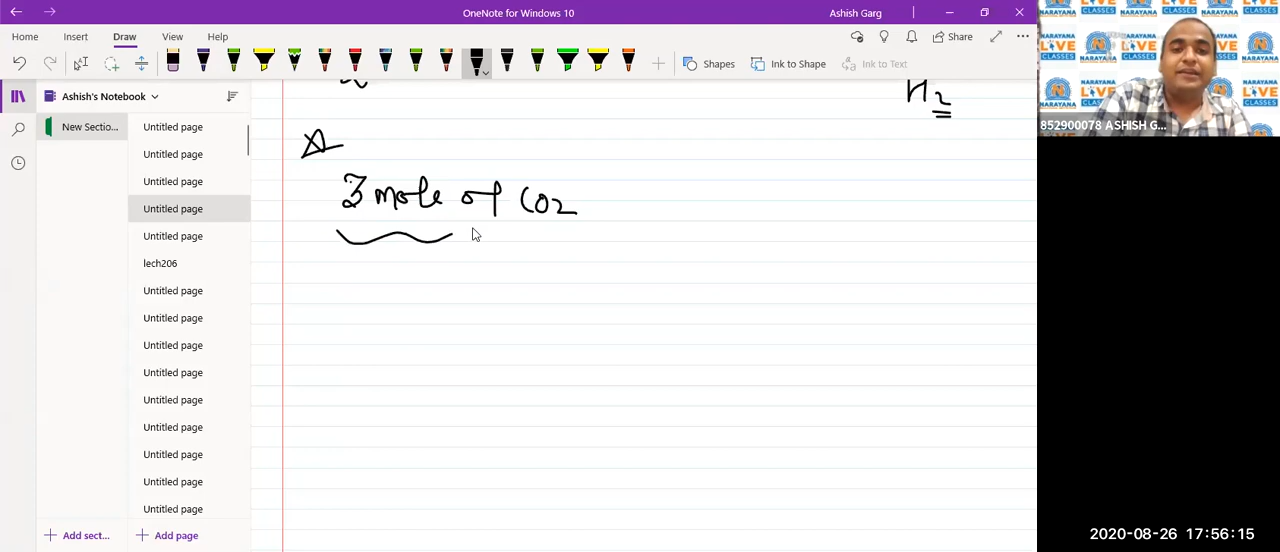 OneNote for Windows 10
Ashish Garg
Home Insert Draw View Help
Share
Shapes
Ink to Shape
Ink to Text
Ashish's Notebook
New Sectio...
Untitled page
Untitled page
Untitled page
Untitled page
Untitled page
lech206
Untitled page
Untitled page
Untitled page
Untitled page
Untitled page
Untitled page
Untitled page
Untitled page
Untitled page
Add sect...
Add page
H2
3 mole of CO2
NARAYANA
LIVE
CLASSES
852900078 ASHISH G...
2020-08-26 17:56:15